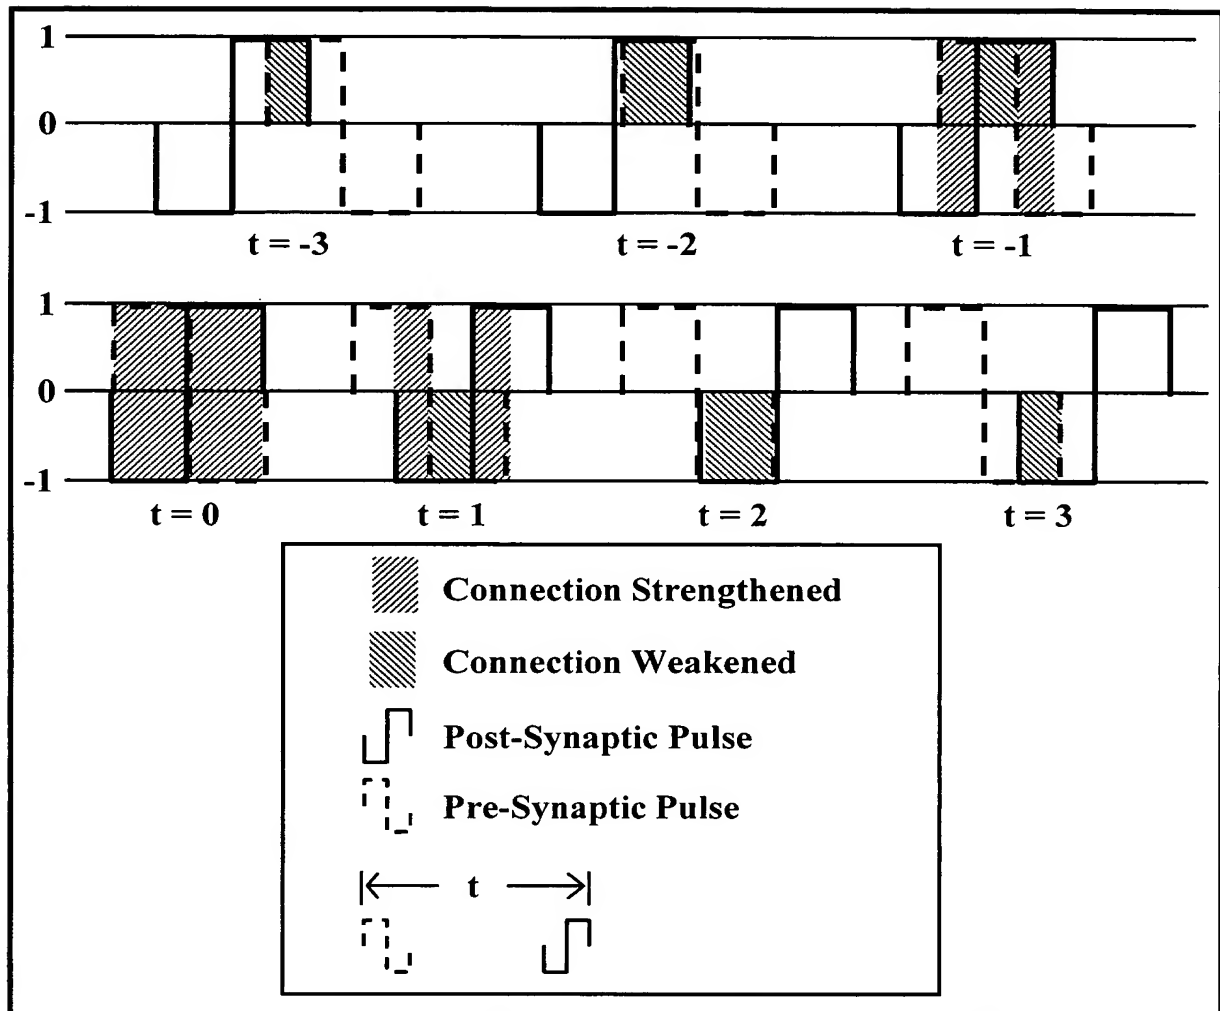 1
0
-1
t = -3
t = -2
t = -1
1
0
-1
t = 0
t = 1
t = 2
t = 3
Connection Strengthened
Connection Weakened
Post-Synaptic Pulse
Pre-Synaptic Pulse
t